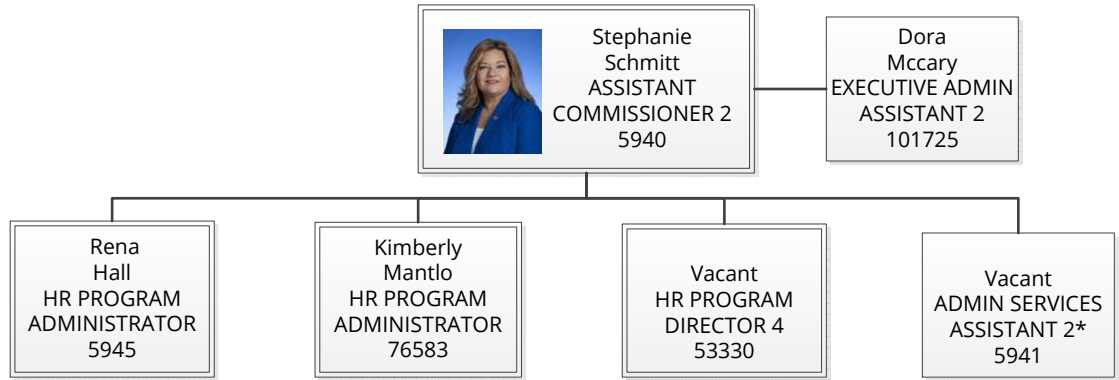 Stephanie
Schmitt
ASSISTANT
COMMISSIONER 2
5940
Dora
Mccary
EXECUTIVE ADMIN
ASSISTANT 2
101725
Rena
Hall
HR PROGRAM
ADMINISTRATOR
5945
Kimberly
Mantlo
HR PROGRAM
ADMINISTRATOR
76583
Vacant
HR PROGRAM
DIRECTOR 4
53330
Vacant
ADMIN SERVICES
ASSISTANT 2*
5941